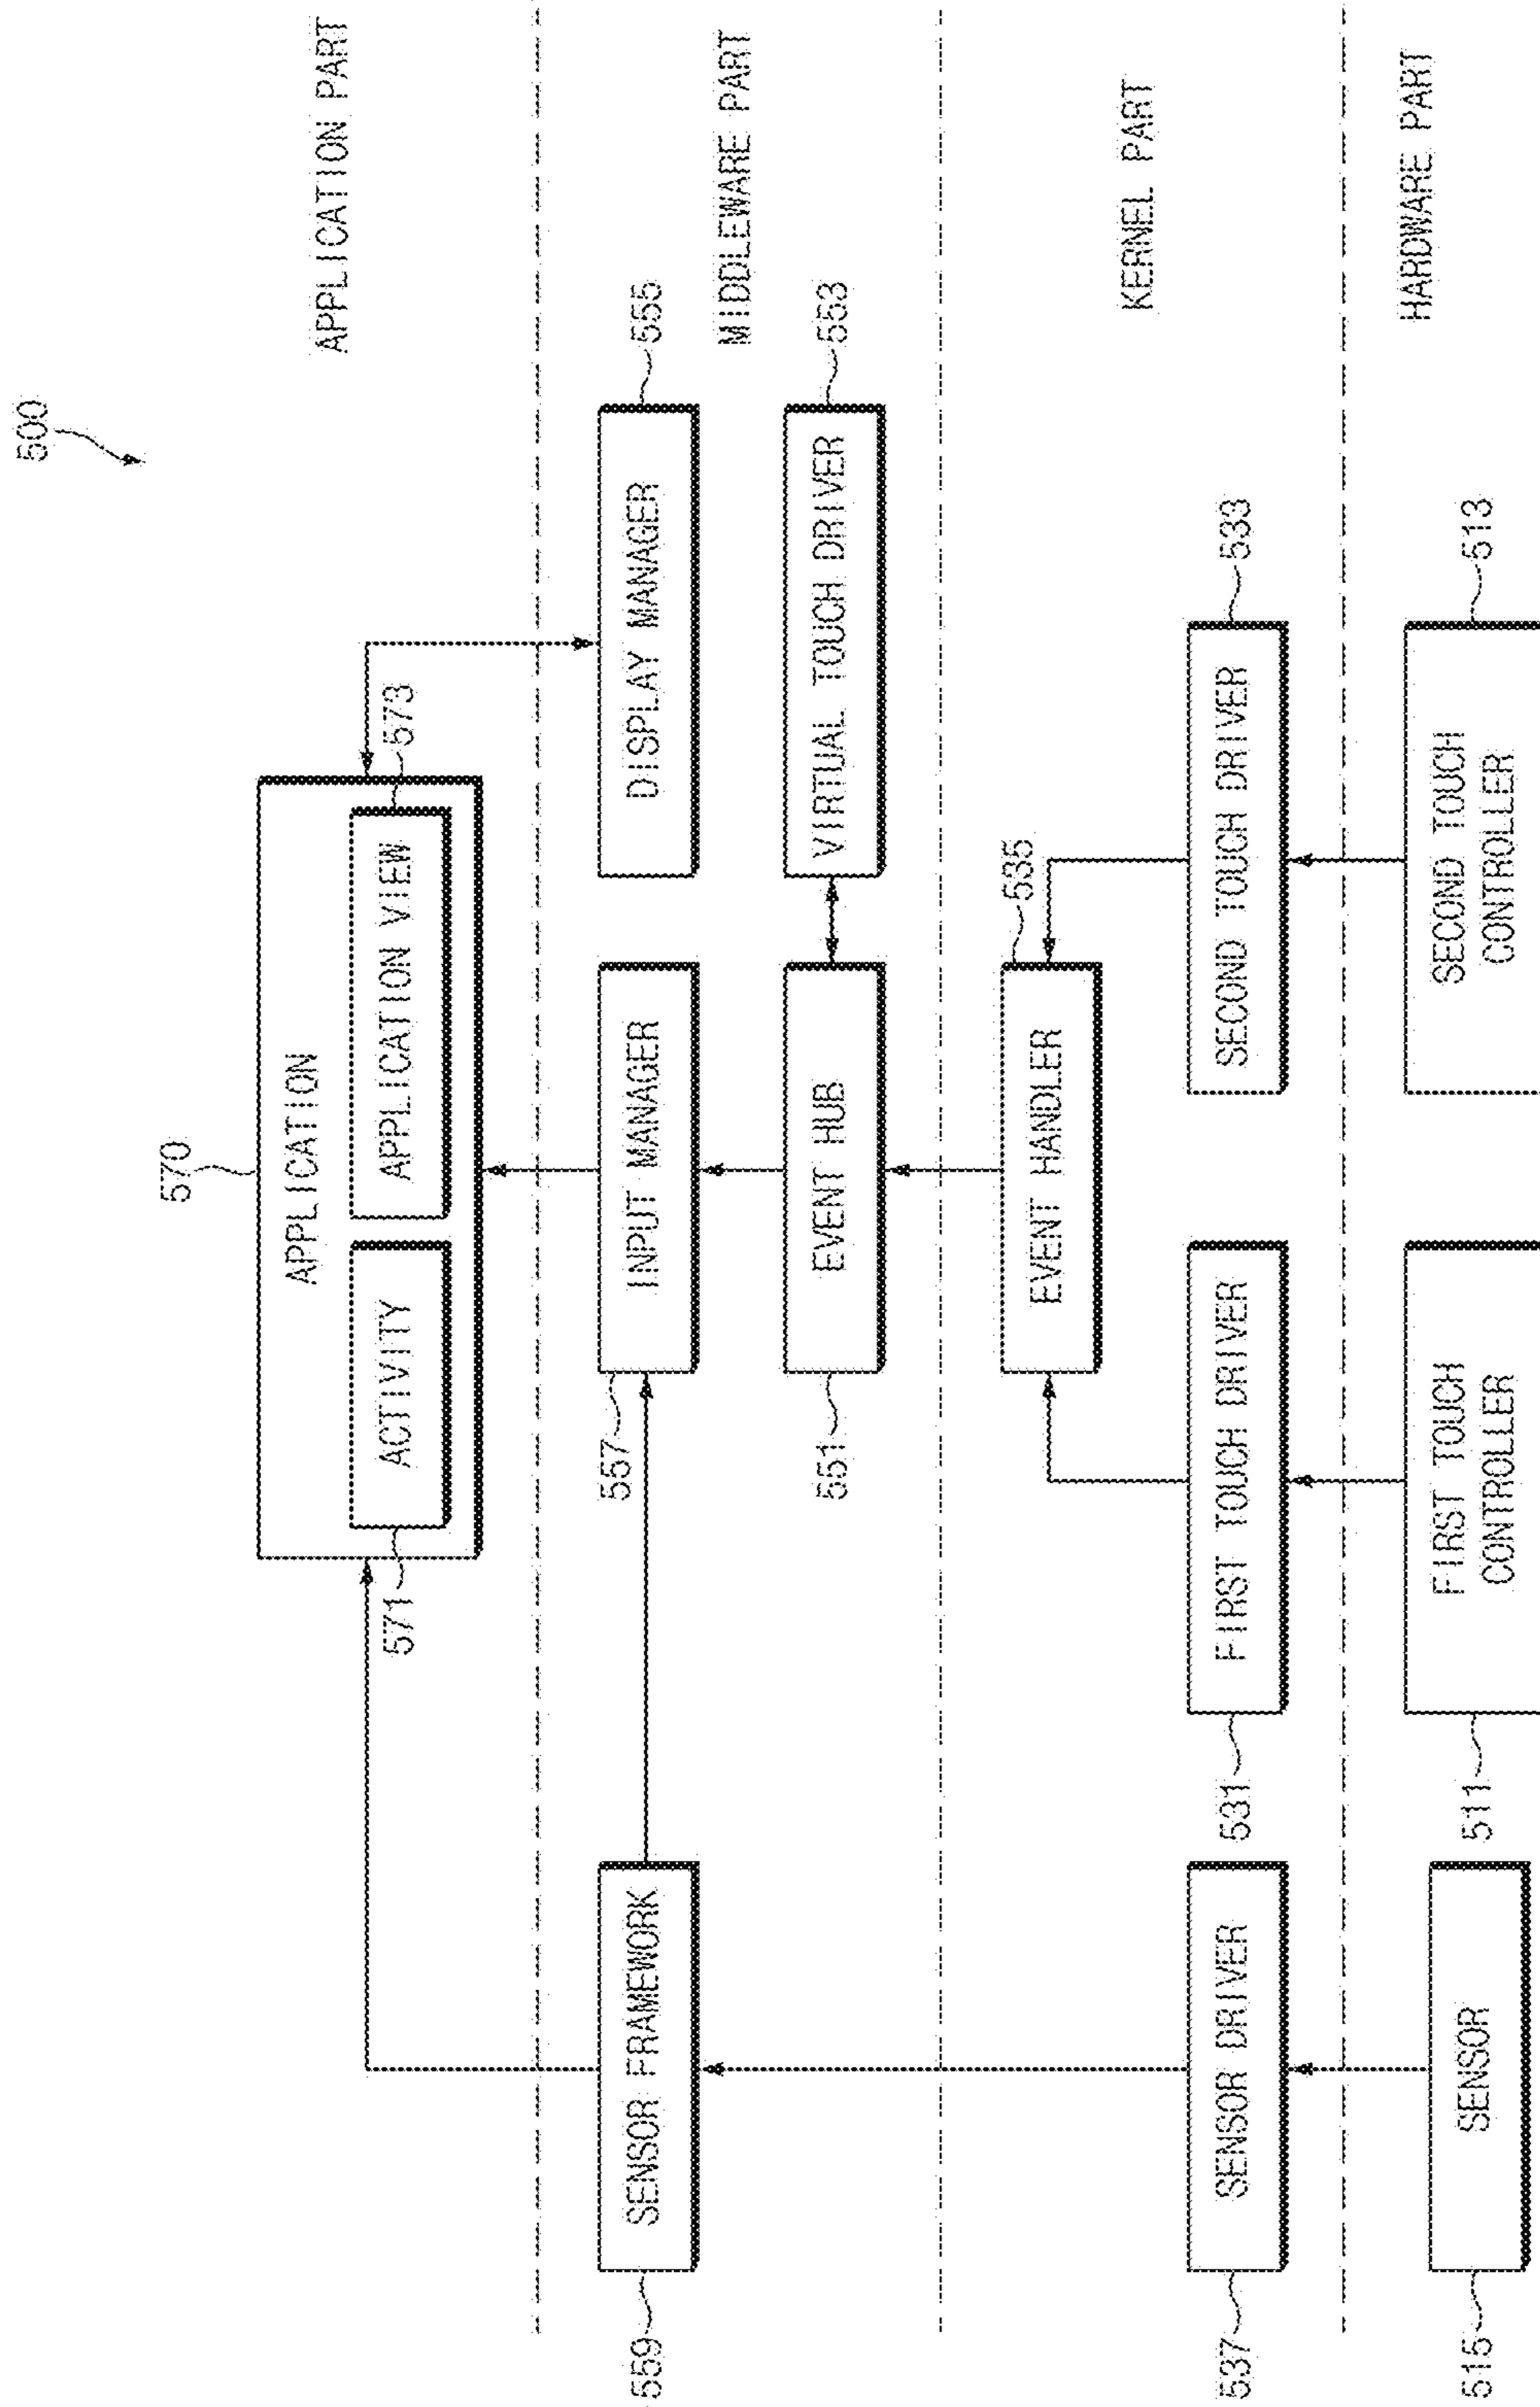 500
APPLICATION PART
570
APPLICATION
571
ACTIVITY
APPLICATION VIEW
573
MIDDLEWARE PART
559
SENSOR FRAMEWORK
557
INPUT MANAGER
DISPLAY MANAGER
555
551
EVENT HUB
VIRTUAL TOUCH DRIVER
553
KERNEL PART
EVENT HANDLER
535
537
SENSOR DRIVER
531
FIRST TOUCH DRIVER
SECOND TOUCH DRIVER
533
HARDWARE PART
515
SENSOR
511
FIRST TOUCH
CONTROLLER
SECOND TOUCH
CONTROLLER
513